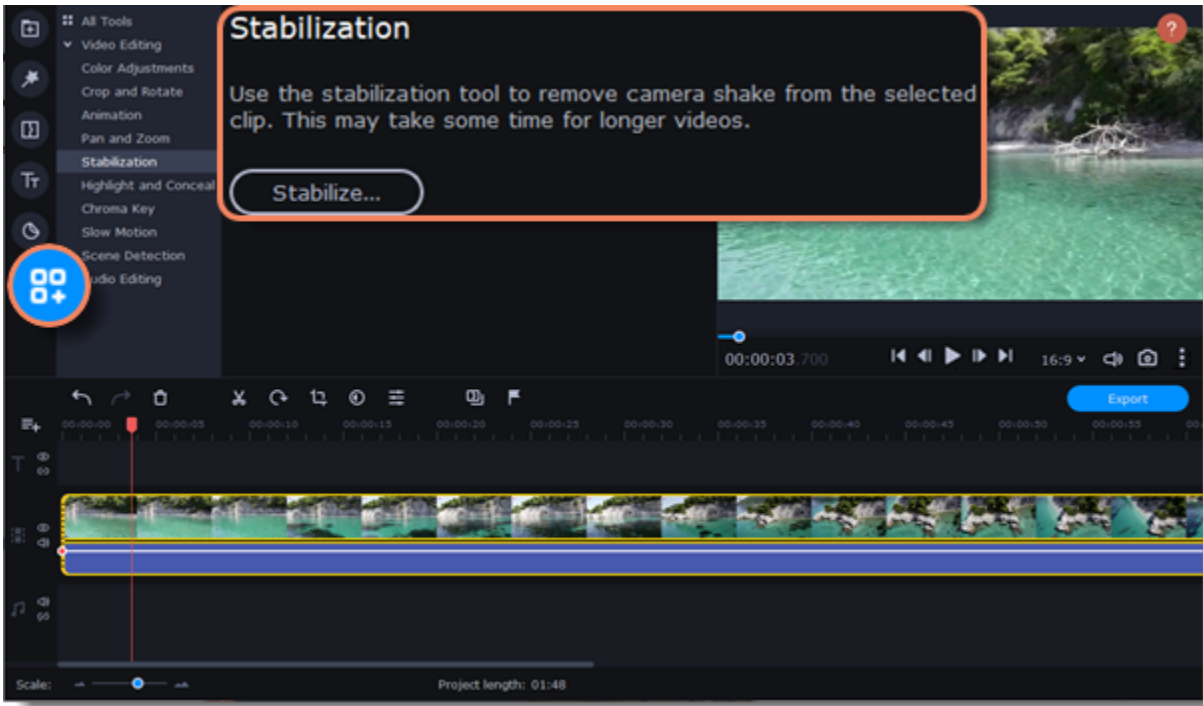 All Tools
Video Editing
Color Adjustments
Crop and Rotate
Animation
Pan and Zoom
Stabilization
Highlight and Conceal
Chroma Key
Slow Motion
Scene Detection
udio Editing
Stabilization
Use the stabilization tool to remove camera shake from the selected
clip. This may take some time for longer videos.
Stabilize...
?
Tт
00:00:03.700
16:9
Export
00:00:00 00:00:05 00:00:10 00:00:15 00:00:20 00:00:25 00:00:30 00:00:35 00:00:40 00:00:45 00:00:50 00:00:55 00:
T
Scale:
Project length: 01:48